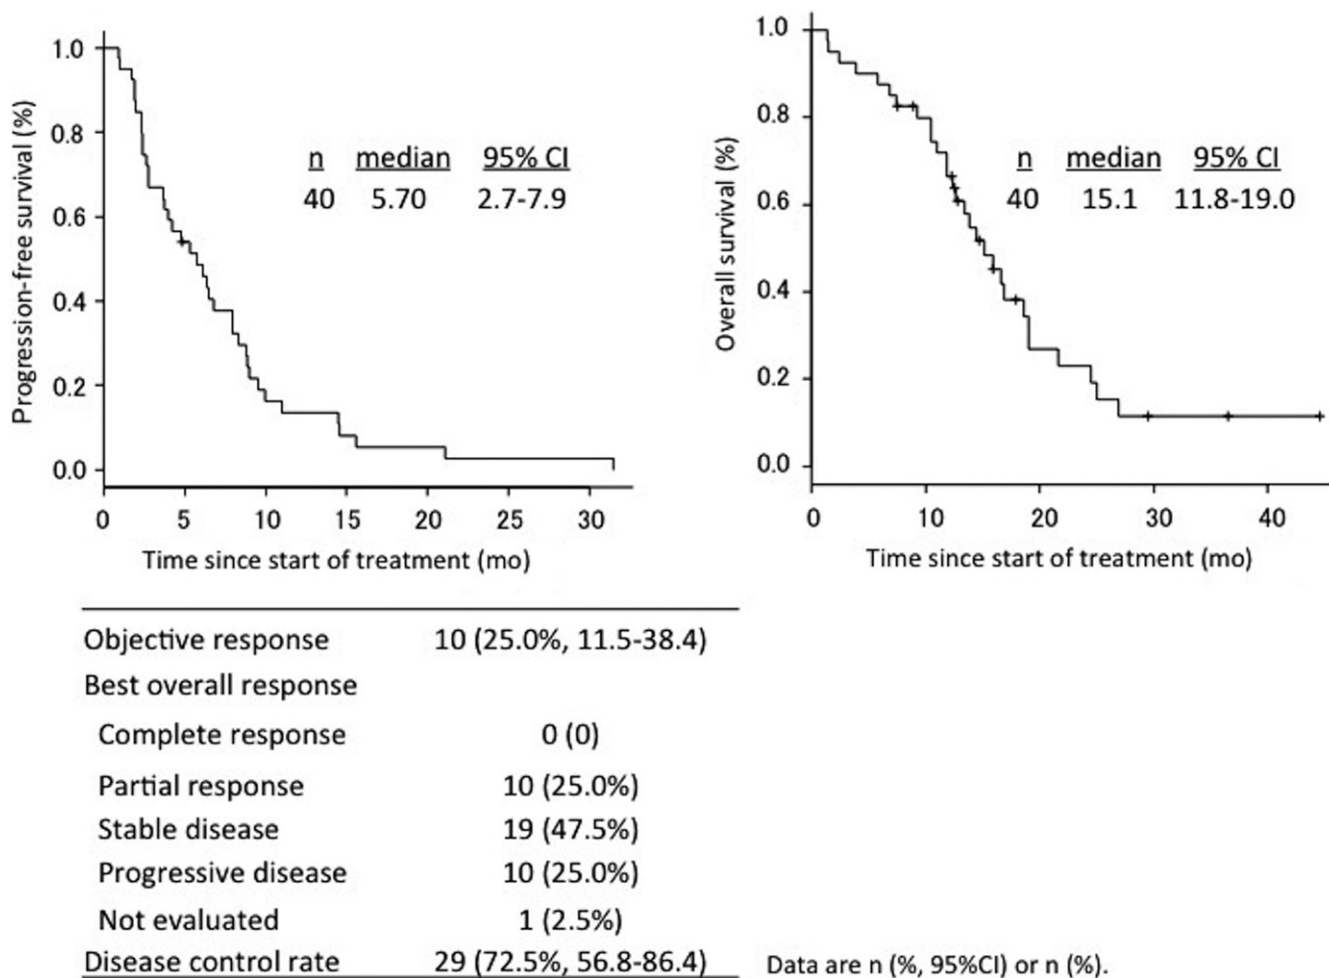 Progression-free survival (%)
1.0
0.8
0.6
0.4
0.2
0.0
n median 95% CI
40 5.70 2.7-7.9
0 5 10 15 20 25 30
Time since start of treatment (mo)
Overall survival (%)
1.0
0.8
0.6
0.4
0.2
0.0
n median 95% CI
40 15.1 11.8-19.0
0 10 20 30 40
Time since start of treatment (mo)
Objective response 10 (25.0%, 11.5-38.4)
Best overall response
Complete response 0 (0)
Partial response 10 (25.0%)
Stable disease 19 (47.5%)
Progressive disease 10 (25.0%)
Not evaluated 1 (2.5%)
Disease control rate 29 (72.5%, 56.8-86.4)
Data are n (%, 95%CI) or n (%).